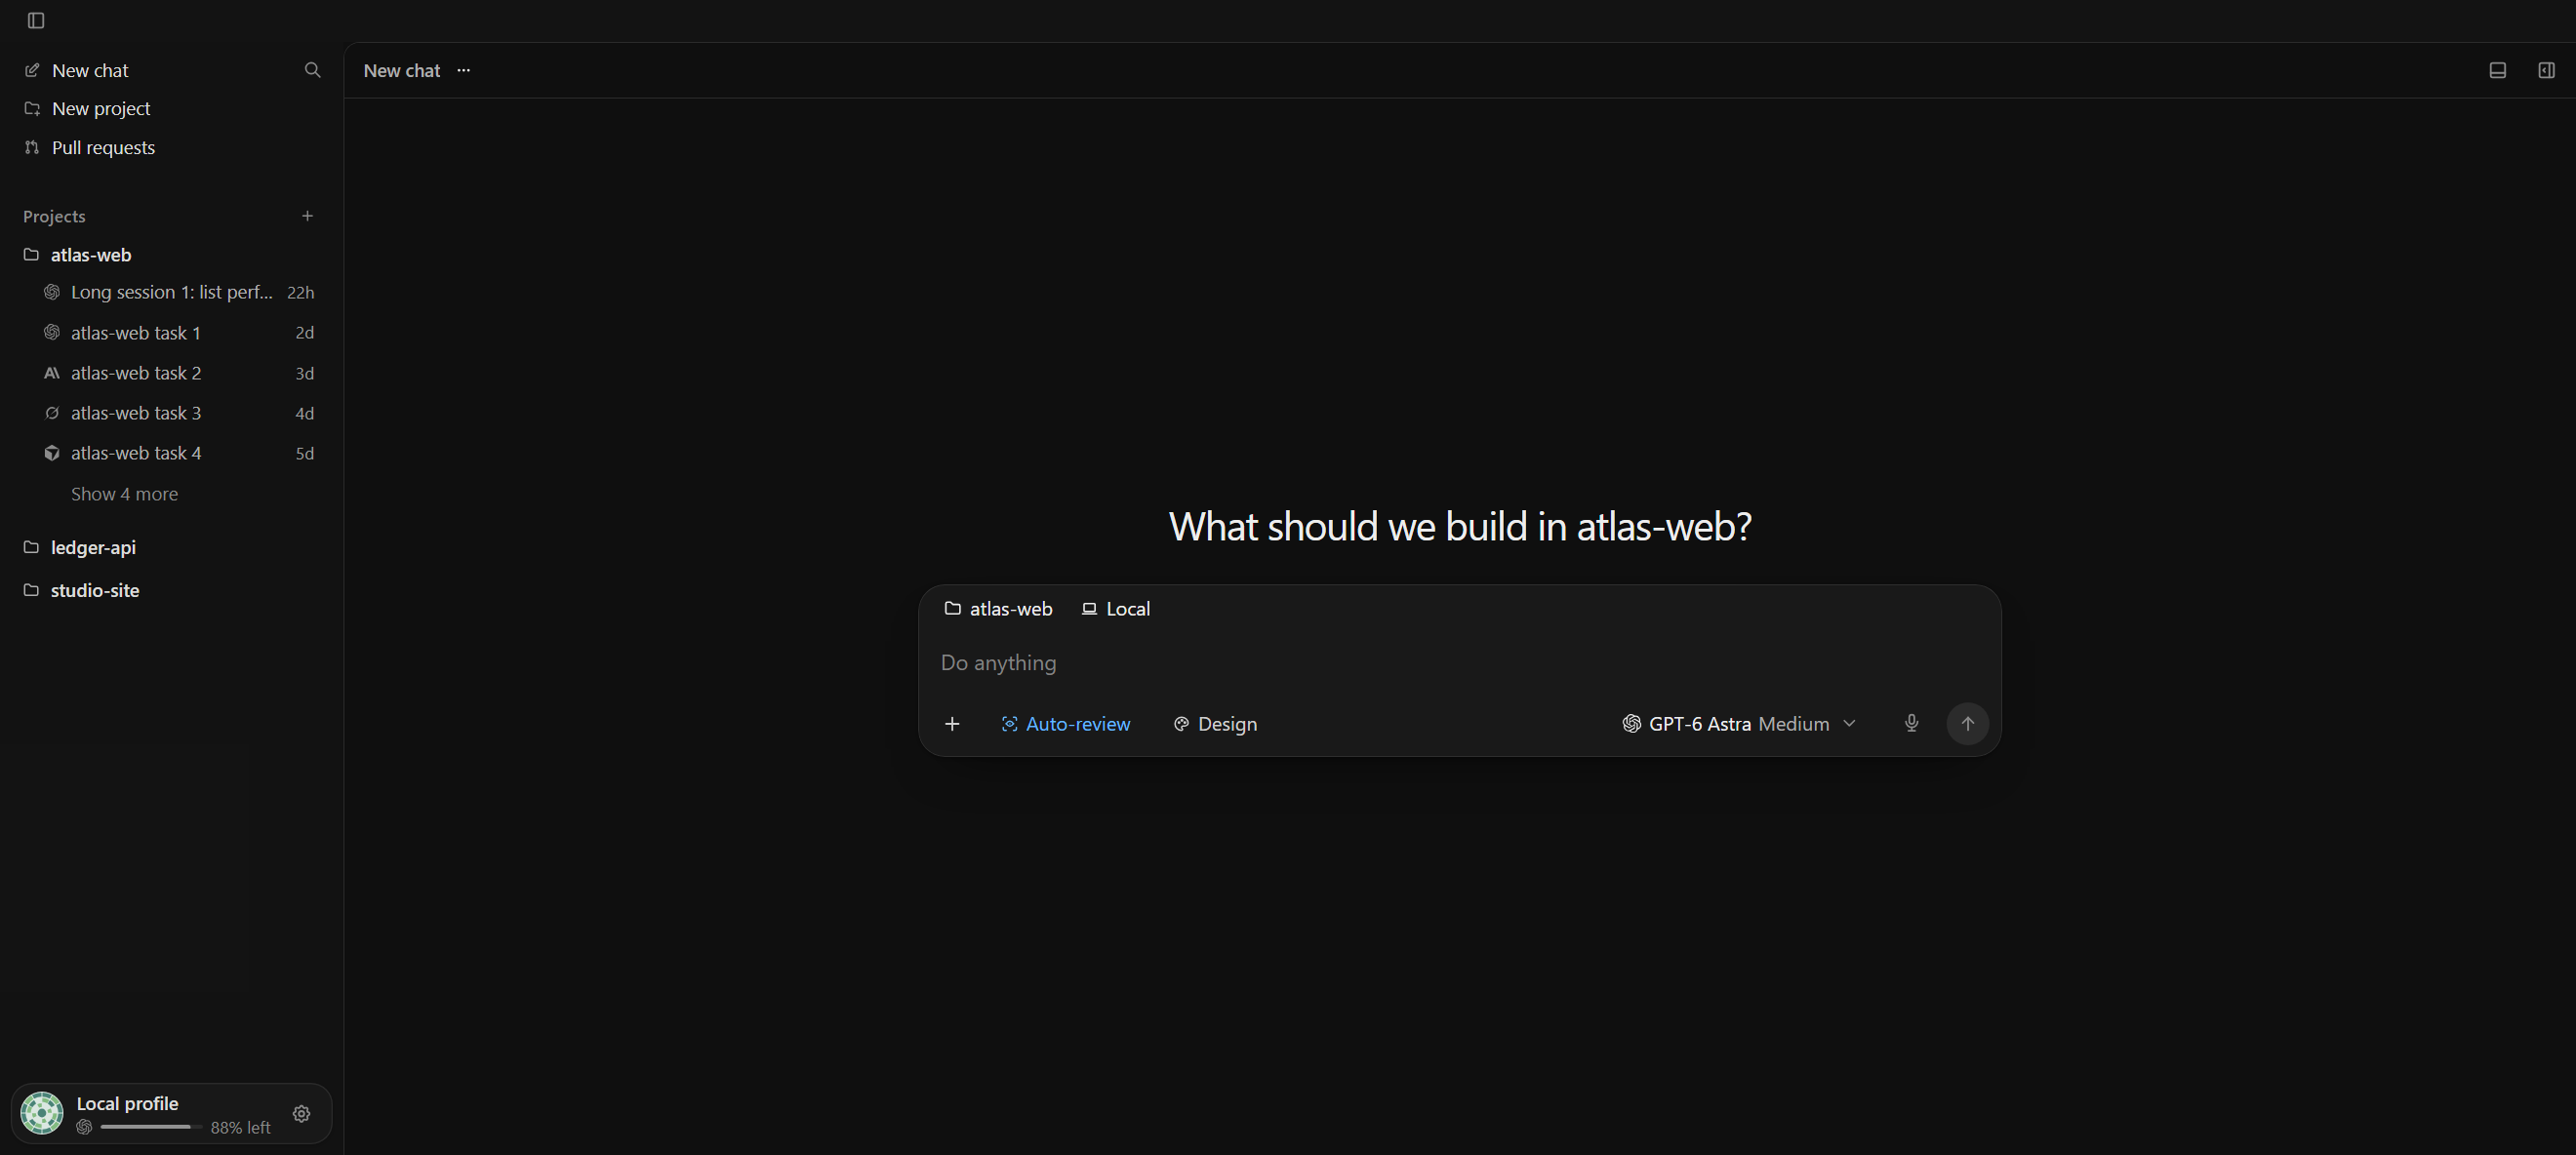 New chat
New project
Pull requests
Projects
atlas-web
Long session 1: list perf... 22h
atlas-web task 1 2d
atlas-web task 2 3d
atlas-web task 3 4d
atlas-web task 4 5d
Show 4 more
ledger-api
studio-site
Local profile
88% left
New chat
What should we build in atlas-web?
atlas-web Local
Do anything
Auto-review Design GPT-6 Astra Medium